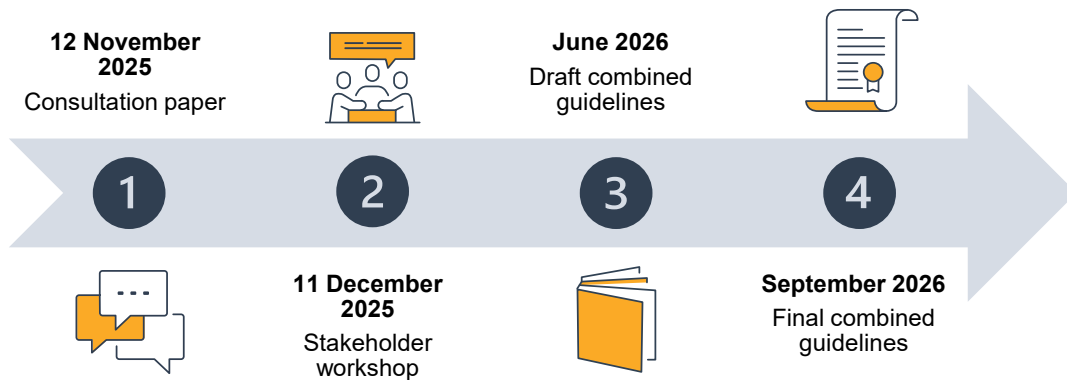 12 November
2025
Consultation paper
1
2
11 December
2025
Stakeholder
workshop
June 2026
Draft combined
guidelines
3
4
September 2026
Final combined
guidelines